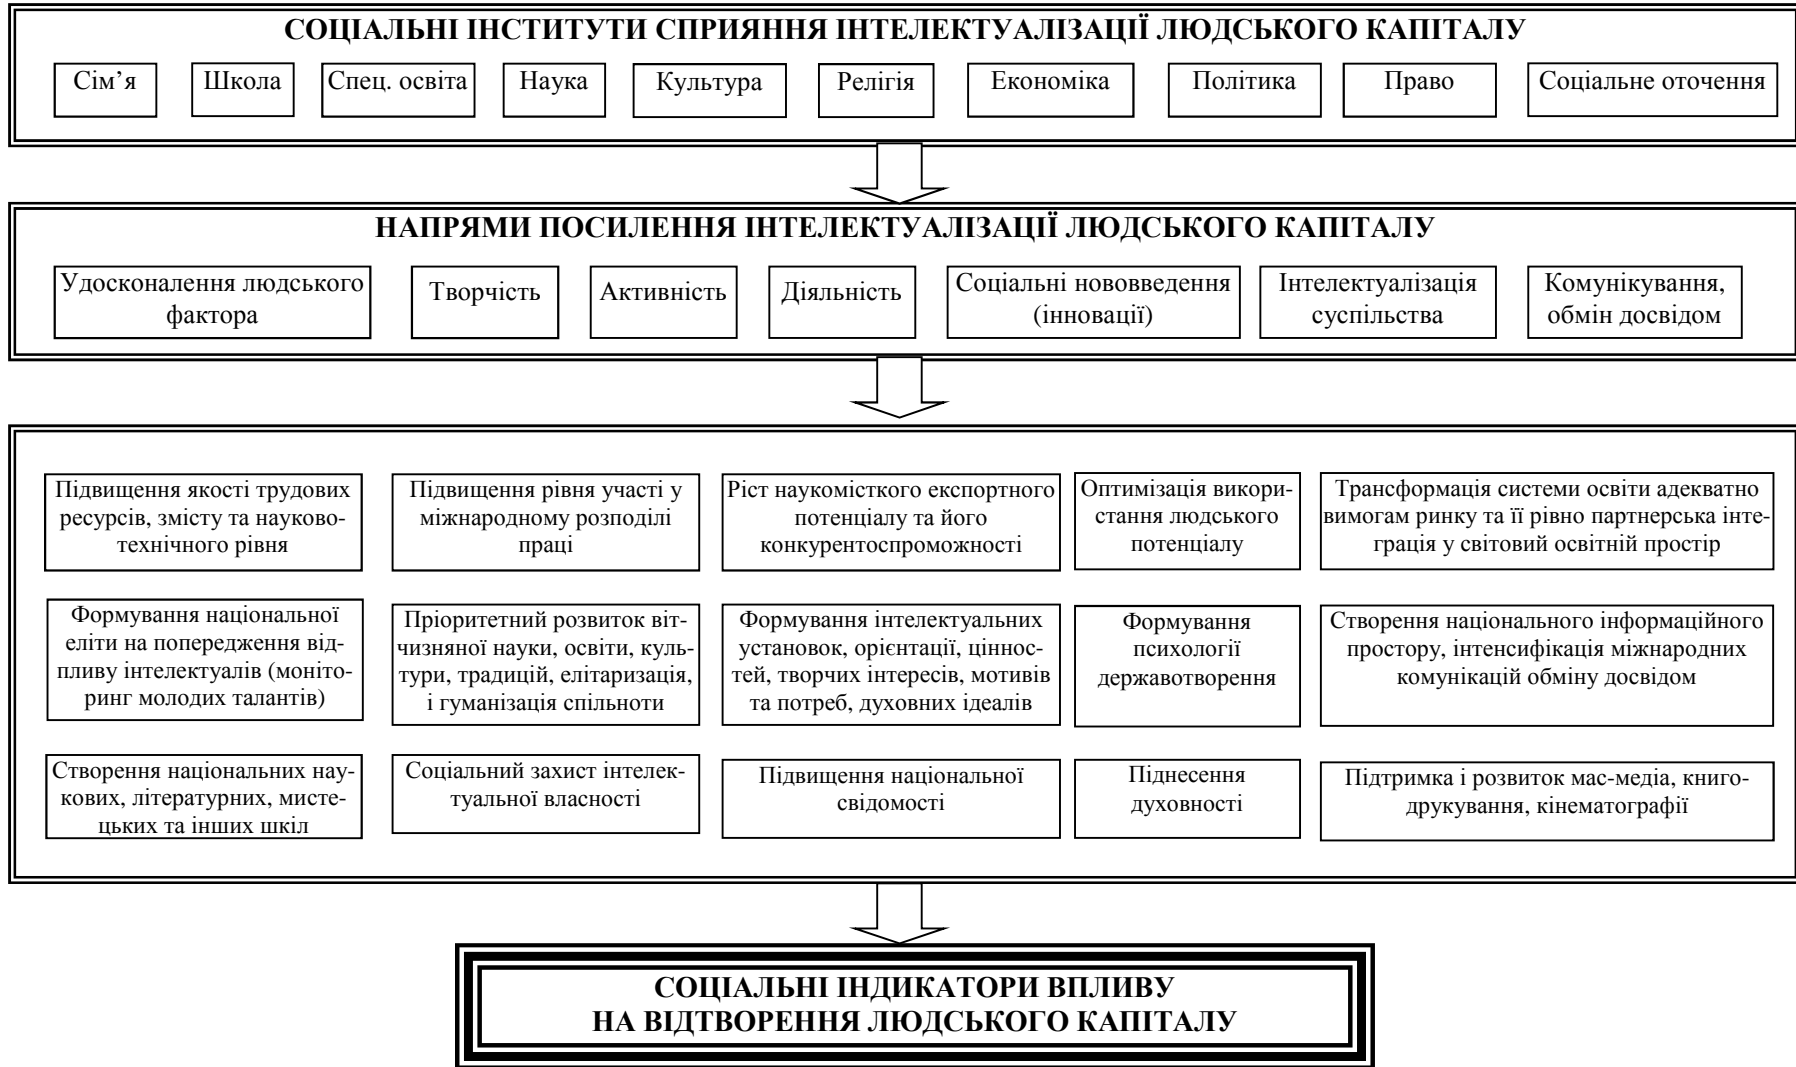 СОЦІАЛЬНІ ІНСТИТУТИ СПРИЯННЯ ІНТЕЛЕКТУАЛІЗАЦІЇ ЛЮДСЬКОГО КАПІТАЛУ
Сім’я
Школа
Спец. освіта
Наука
Культура
Релігія
Економіка
Політика
Право
Соціальне оточення
НАПРЯМИ ПОСИЛЕННЯ ІНТЕЛЕКТУАЛІЗАЦІЇ ЛЮДСЬКОГО КАПІТАЛУ
Удосконалення людського
фактора
Творчість
Активність
Діяльність
Соціальні нововведення
(інновації)
Інтелектуалізація
суспільства
Комунікування,
обмін досвідом
Підвищення якості трудових
ресурсів, змісту та науково-
технічного рівня
Підвищення рівня участі у
міжнародному розподілі
праці
Ріст наукомісткого експортного
потенціалу та його
конкурентоспроможності
Оптимізація викори-
стання людського
потенціалу
Трансформація системи освіти адекватно
вимогам ринку та її рівно партнерська інте-
грація у світовий освітній простір
Формування національної
еліти на попередження від-
пливу інтелектуалів (моніто-
ринг молодих талантів)
Пріоритетний розвиток віт-
чизняної науки, освіти, куль-
тури, традицій, елітаризація,
і гуманізація спільноти
Формування інтелектуальних
установок, орієнтації, ціннос-
тей, творчих інтересів, мотивів
та потреб, духовних ідеалів
Формування
психології
державотворення
Створення національного інформаційного
простору, інтенсифікація міжнародних
комунікацій обміну досвідом
Створення національних нау-
кових, літературних, мисте-
цьких та інших шкіл
Соціальний захист інтелек-
туальної власності
Підвищення національної
свідомості
Піднесення
духовності
Підтримка і розвиток мас-медіа, книго-
друкування, кінематографії
СОЦІАЛЬНІ ІНДИКАТОРИ ВПЛИВУ
НА ВІДТВОРЕННЯ ЛЮДСЬКОГО КАПІТАЛУ